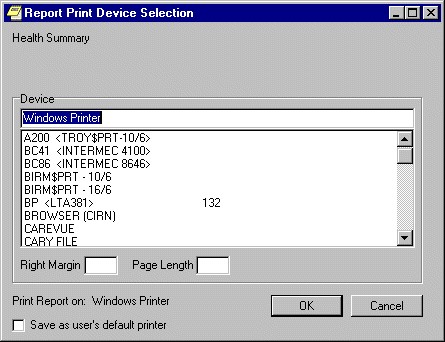 Report Print Device Selection
Health Summary
Device
Windows Printer
A200 <TROY$PRT-10/6>
BC41 <INTERMEC 4100>
BC86 <INTERMEC 8646>
BIRM$PRT - 10/6
BIRM$PRT - 16/6
BP <LTA381> 132
BROWSER (CIRN)
CAREVUE
CARY FILE
Right Margin Page Length
Print Report on: Windows Printer
OK Cancel
Save as user's default printer